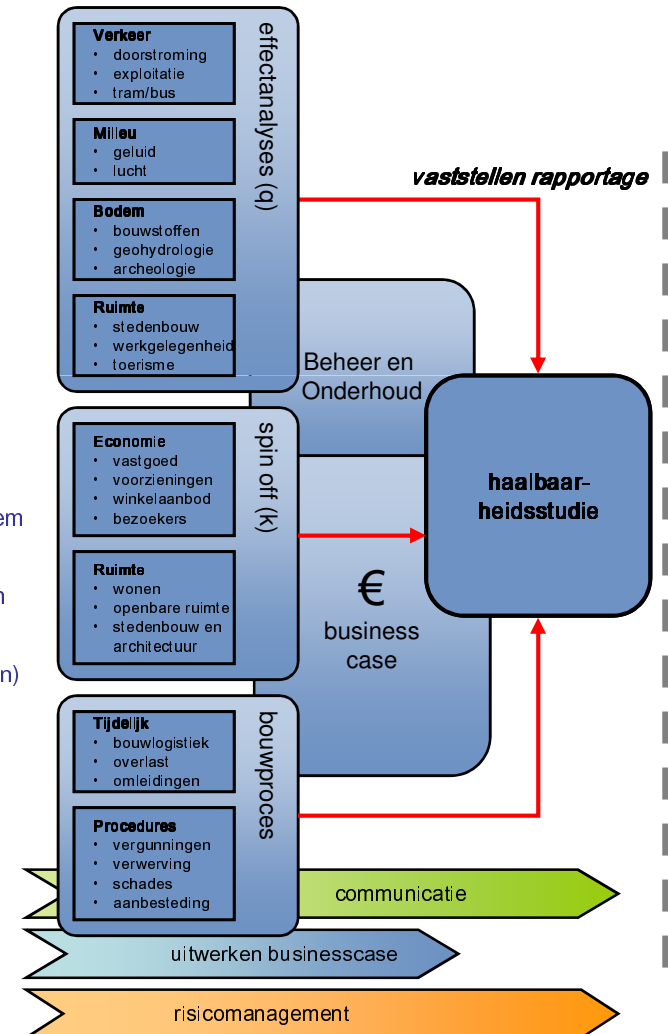 Verkeer
• doorstroming
• exploitatie
• tram/bus
Milieu
• geluid
• lucht
Bodem
• bouwstoffen
• geohydrologie
• archeologie
Ruimte
• stedenbouw
• werkgelegenheid
• toerisme
effectanalyses (q)
vaststellen rapportage
Beheer en
Onderhoud
Economie
• vastgoed
• voorzieningen
• winkelaanbod
• bezoekers
Ruimte
• wonen
• openbare ruimte
• stedenbouw en
architectuur
spin off (k)
€
business
case
haalbaar-
heidsstudie
em
n
n)
Tijdelijk
• bouwlogistiek
• overlast
• omleidingen
Procedures
• vergunningen
• verwerving
• schades
• aanbesteding
bouwproces
communicatie
uitwerken businesscase
risicomanagement